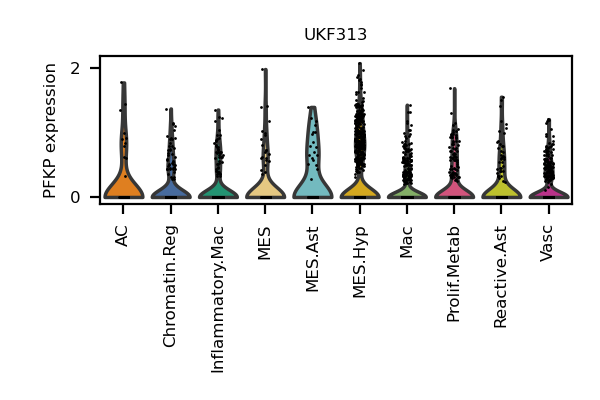 UKF313
PFKP expression
2
0
AC
Chromatin.Reg
Inflammatory.Mac
MES
MES.Ast
MES.Hyp
Mac
Prolif.Metab
Reactive.Ast
Vasc